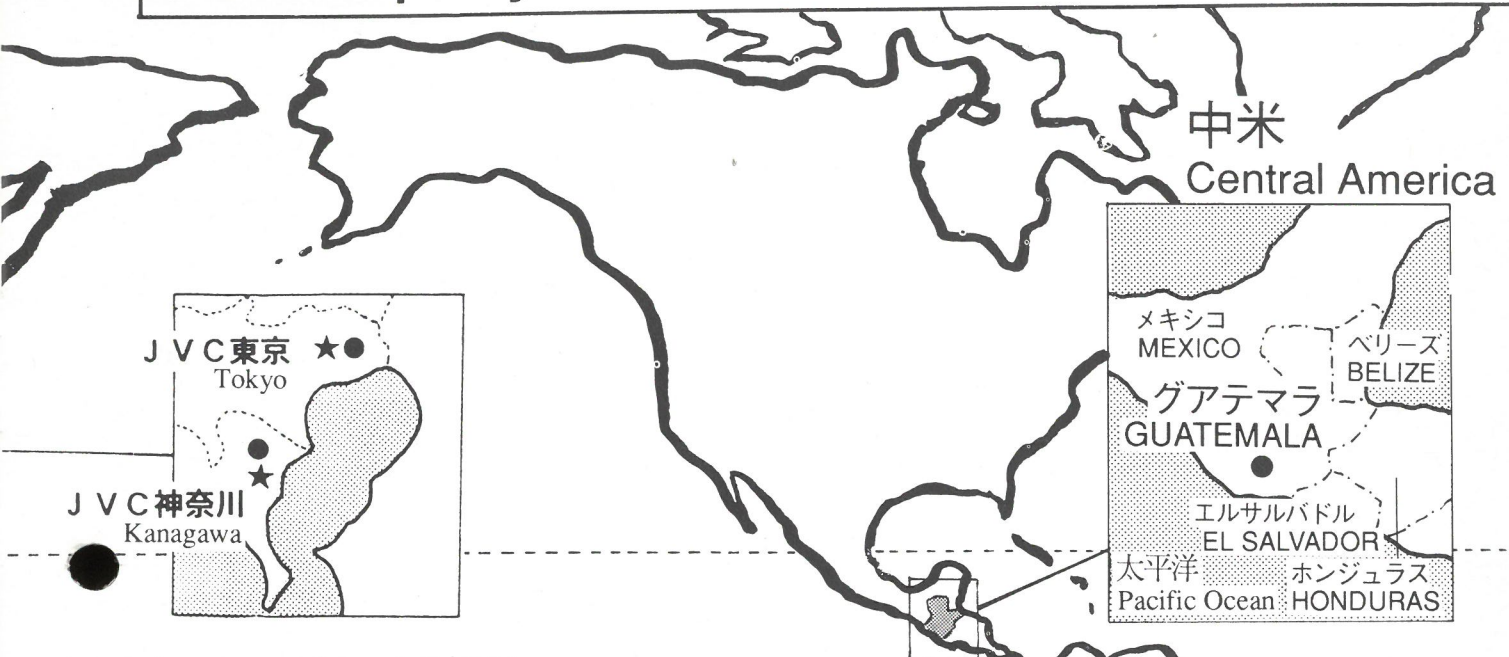 中米
Central America
メキシコ
MEXICO
ベリーズ
BELIZE
グアテマラ
GUATEMALA
エルサルバドル
EL SALVADOR
太平洋
Pacific Ocean
ホンジュラス
HONDURAS
JVC東京
Tokyo
JVC神奈川
Kanagawa